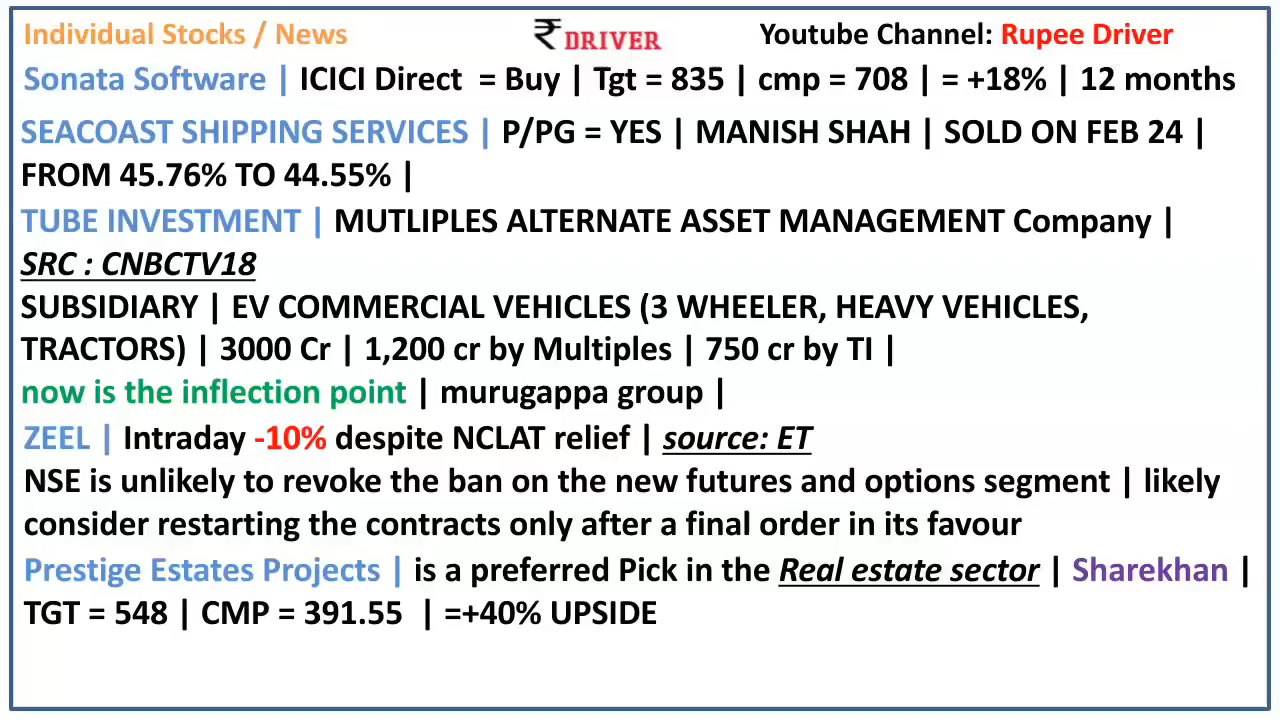 Individual Stocks / News
₹ DRIVER
Youtube Channel: Rupee Driver
Sonata Software | ICICI Direct = Buy | Tgt = 835 | cmp = 708 | = +18% | 12 months
SEACOAST SHIPPING SERVICES | P/PG = YES | MANISH SHAH | SOLD ON FEB 24 |
FROM 45.76% TO 44.55% |
TUBE INVESTMENT | MUTLIPLES ALTERNATE ASSET MANAGEMENT Company |
SRC : CNBCTV18
SUBSIDIARY | EV COMMERCIAL VEHICLES (3 WHEELER, HEAVY VEHICLES,
TRACTORS) | 3000 Cr | 1,200 cr by Multiples | 750 cr by TI |
now is the inflection point | murugappa group |
ZEEL | Intraday -10% despite NCLAT relief | source: ET
NSE is unlikely to revoke the ban on the new futures and options segment | likely
consider restarting the contracts only after a final order in its favour
Prestige Estates Projects | is a preferred Pick in the Real estate sector | Sharekhan |
TGT = 548 | CMP = 391.55 | =+40% UPSIDE